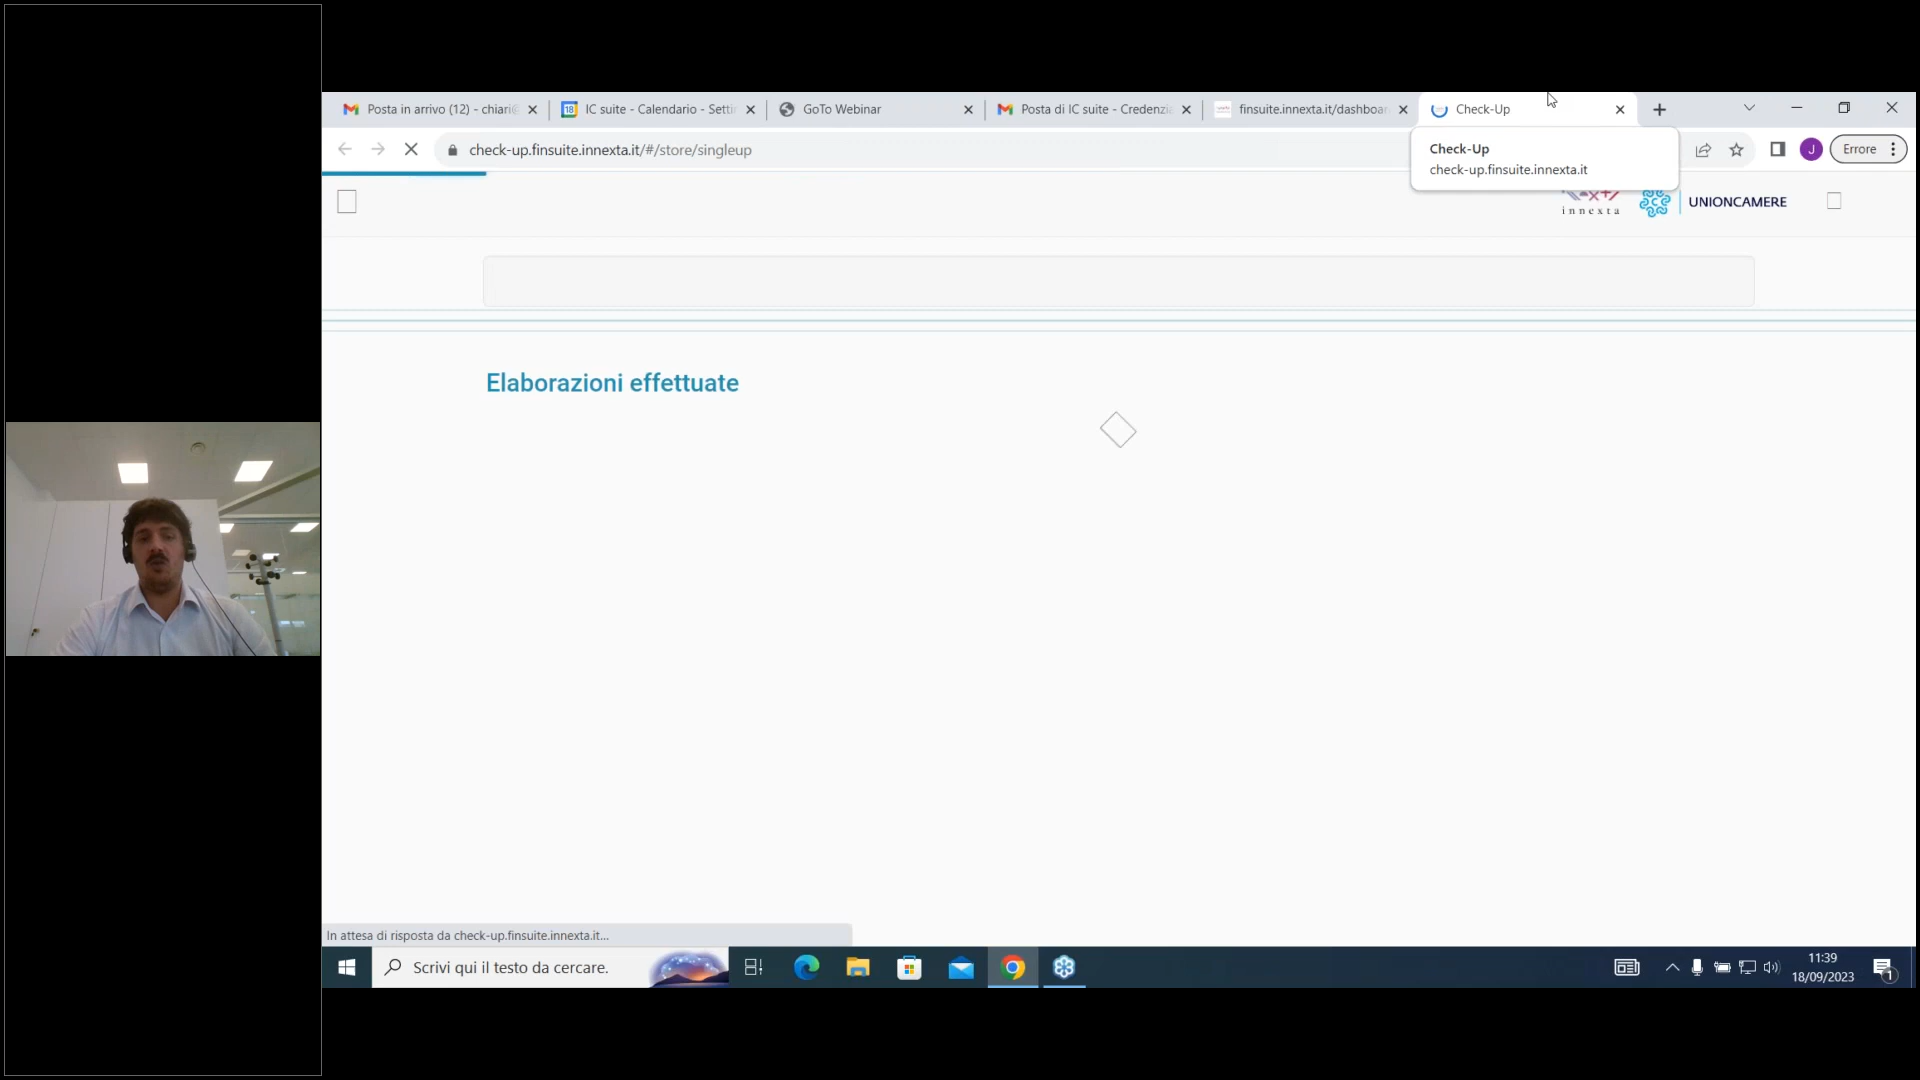 Posta in arrivo (12) - chiari@
18
IC suite - Calendario - Setti
GoTo Webinar
Posta di IC suite - Credenzia
finsuite.innexta.it/dashboar
Check-Up
check-up.finsuite.innexta.it/#/store/singleup
Check-Up
check-up.finsuite.innexta.it
J
Errore
innexta
UNIONCAMERE
Elaborazioni effettuate
In attesa di risposta da check-up.finsuite.innexta.it...
Scrivi qui il testo da cercare.
11:39
18/09/2023
1